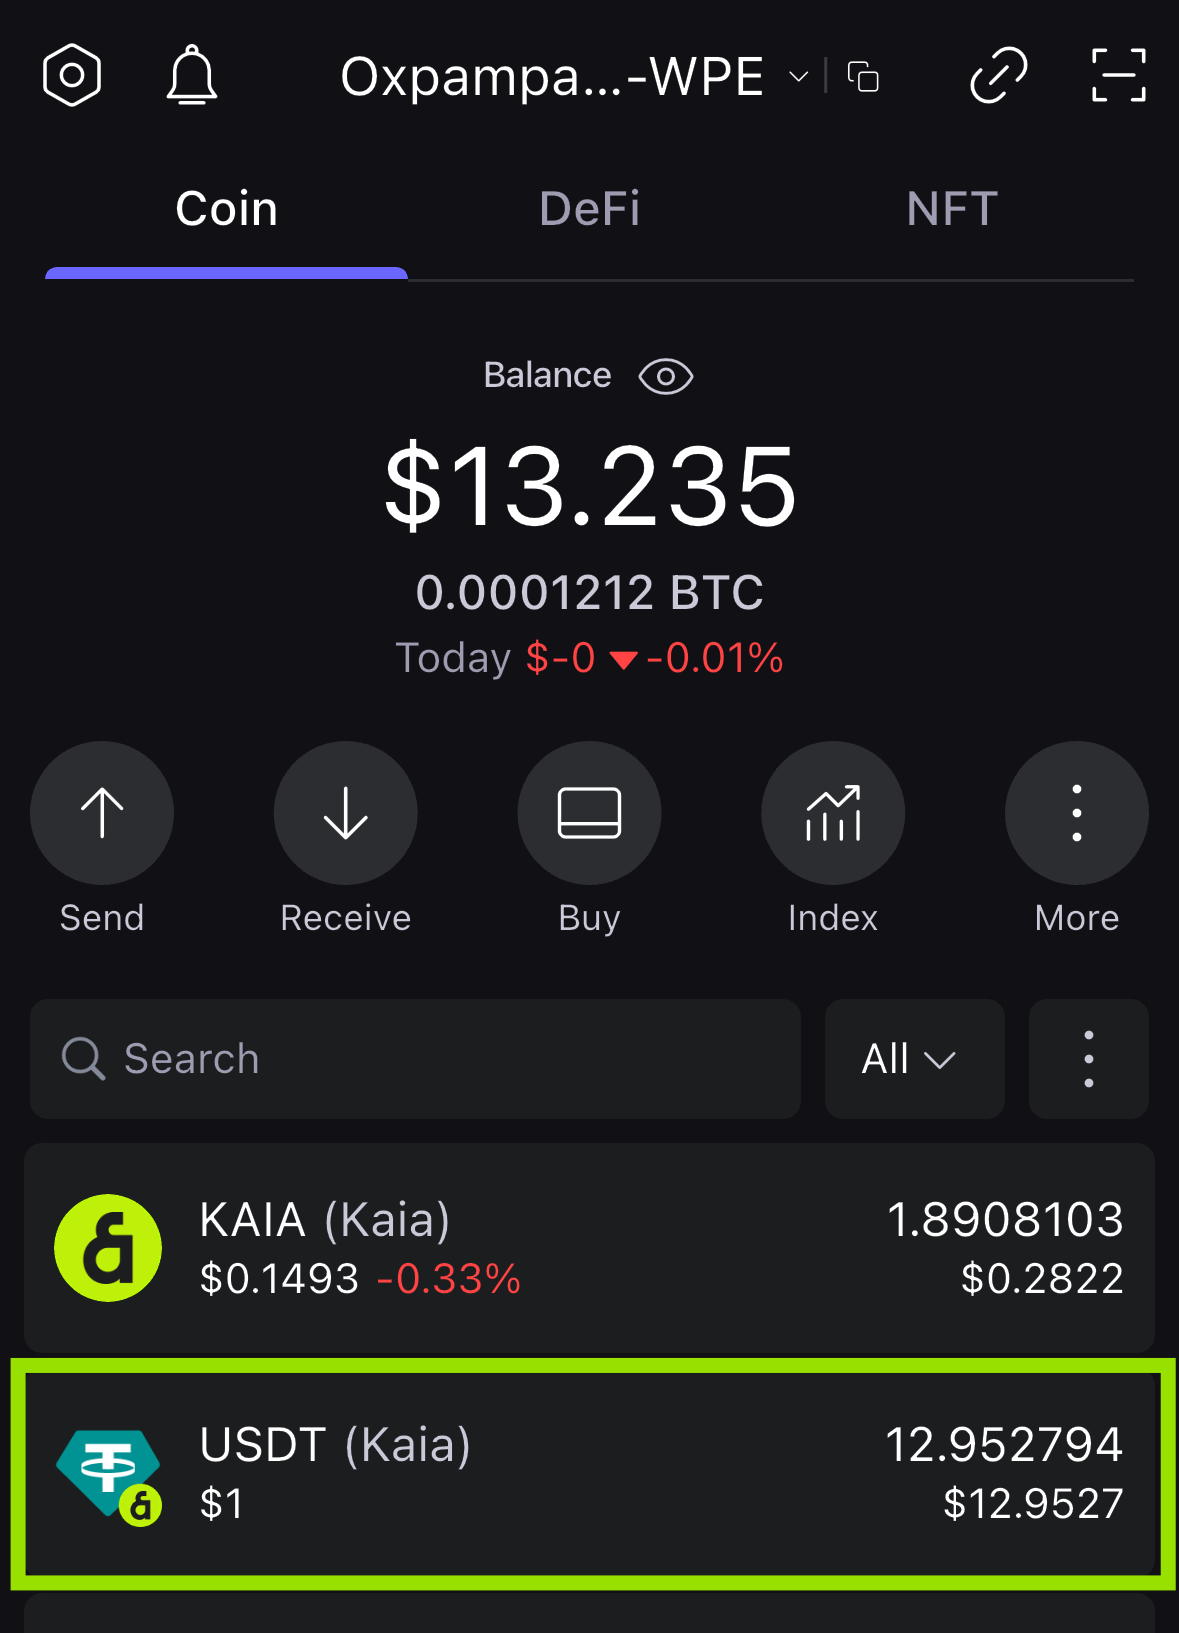 Oxpampa...-WPE
Coin DeFi NFT
Balance
$13.235
0.0001212 BTC
Today $-0 ▼-0.01%
Send Receive Buy Index More
Search All
KAIA (Kaia) 1.8908103
$0.1493 -0.33% $0.2822
USDT (Kaia) 12.952794
$1 $12.9527